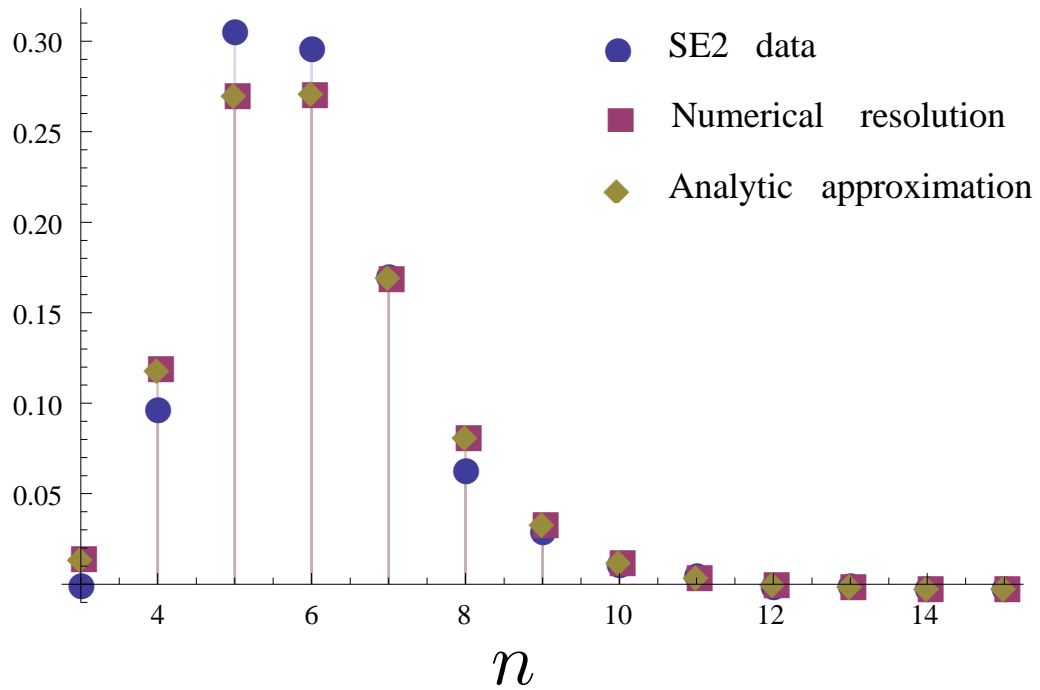 0.30
0.25
0.20
0.15
0.10
0.05
4 6 8 10 12 14
n
SE2 data
Numerical resolution
Analytic approximation